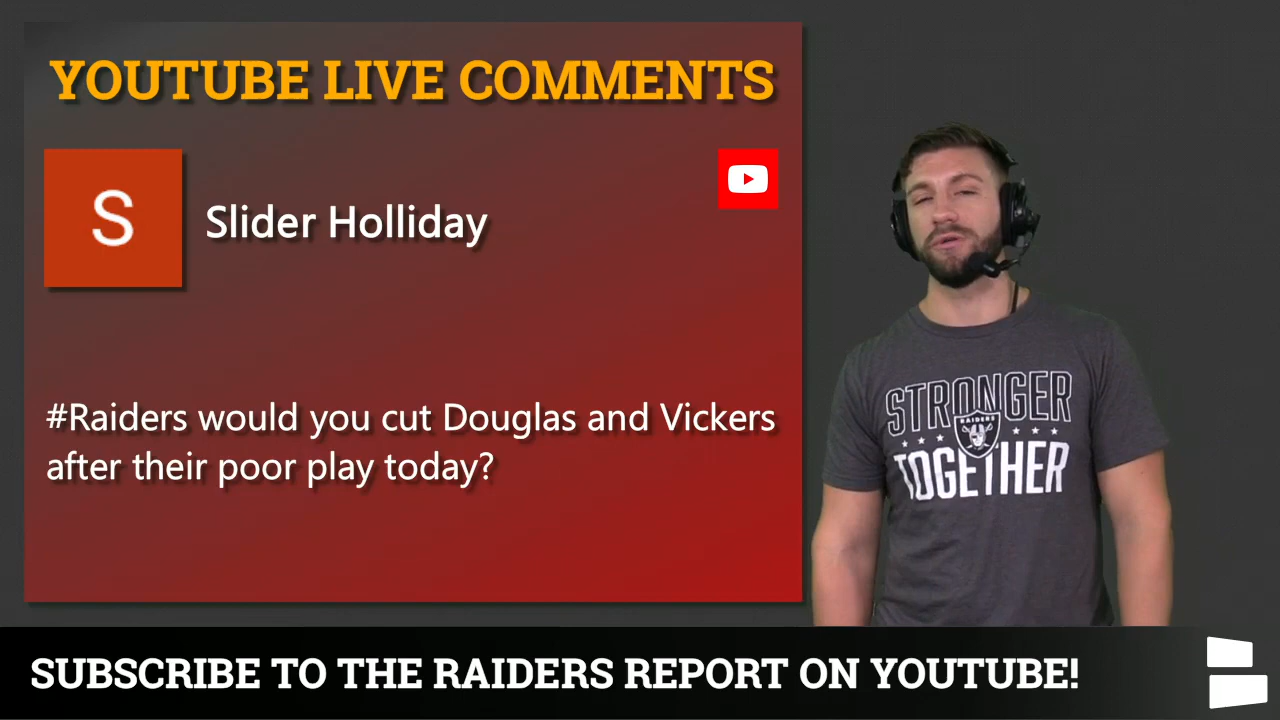 YOUTUBE LIVE COMMENTS
S
Slider Holliday
#Raiders would you cut Douglas and Vickers
after their poor play today?
STRONGER
RAIDERS
TOGETHER
SUBSCRIBE TO THE RAIDERS REPORT ON YOUTUBE!